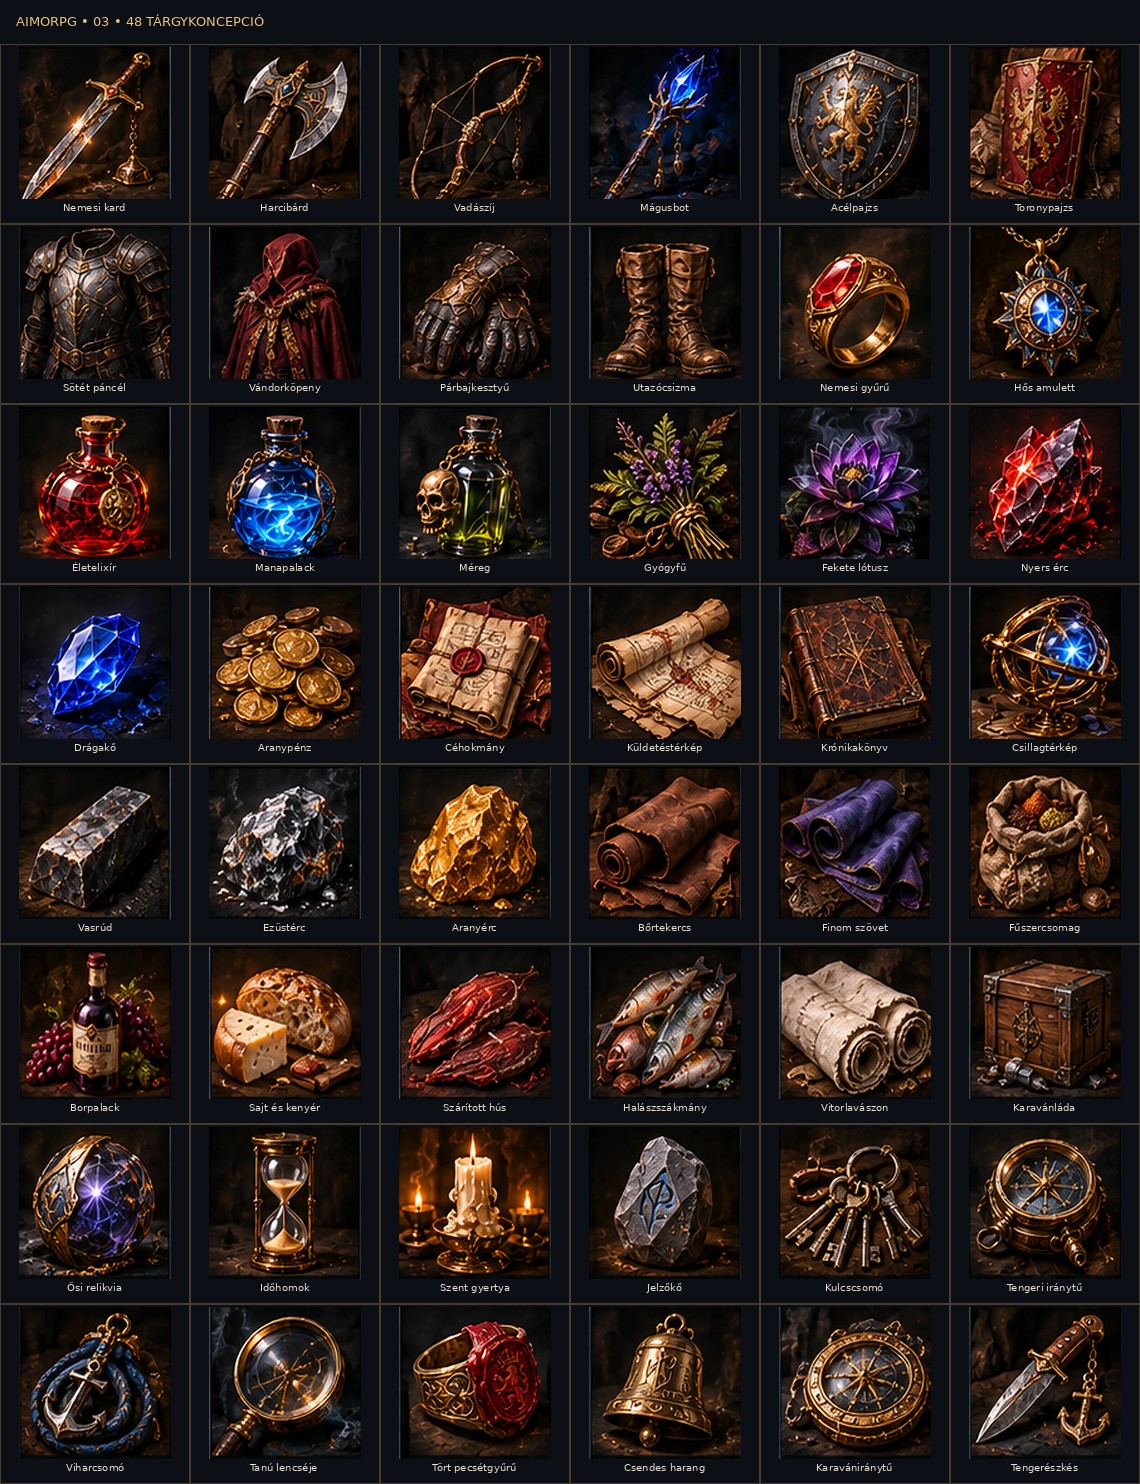 AIMORPG • 03 • 48 TÁRGYKONCEPCIÓ
Nemesi kard
Harcibárd
Vadászíj
Mágusbot
Acélpajzs
Toronypajzs
Sötét páncél
Vándorköpeny
Párbajkesztyű
Utazócsizma
Nemesi gyűrű
Hős amulett
Életelixír
Manapalack
Méreg
Gyógyfű
Fekete lótusz
Nyers érc
Drágakő
Aranypénz
Céhokmány
Küldetéstérkép
Krónikakönyv
Csillagtérkép
Vasrúd
Ezüstérc
Aranyérc
Bőrtekercs
Finom szövet
Fűszercsomag
Borpalack
Sajt és kenyér
Szárított hús
Halászszákmány
Vitorlavászon
Karavánláda
Ősi relikvia
Időhomok
Szent gyertya
Jelzőkő
Kulcscsomó
Tengeri iránytű
Viharcsomó
Tanú lencséje
Tört pecsétgyűrű
Csendes harang
Karavániránytű
Tengerészkés